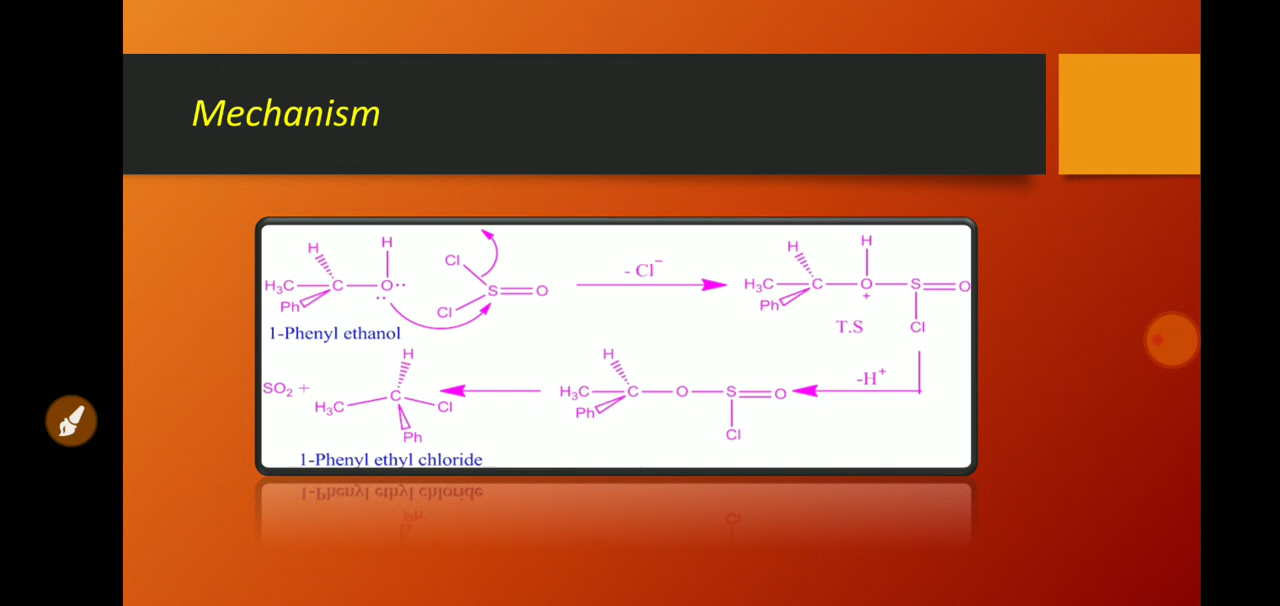 Mechanism
H H H H
H₃C C O·· Cl S O Cl - Cl⁻ H₃C C O + S O
Ph ·· Ph T.S Cl
1-Phenyl ethanol
SO₂ + H₃C C H Cl Ph H₃C C H O S O Ph Cl -H⁺
1-Phenyl ethyl chloride